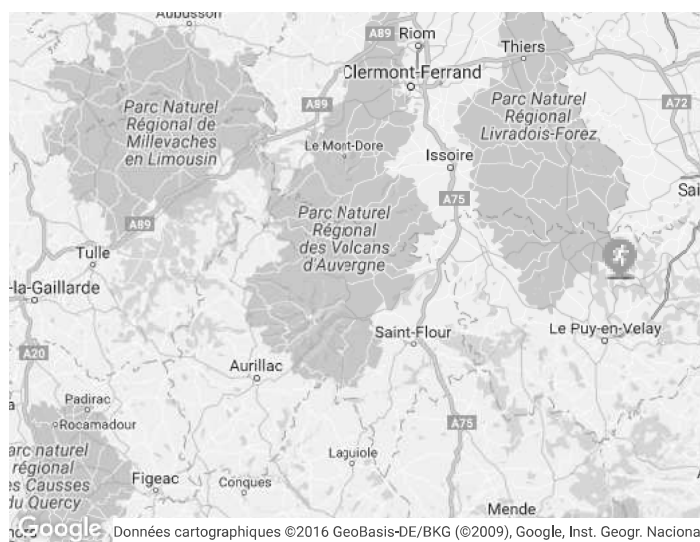 Aubusson
A89
Riom
Thiers
Clermont-Ferrand
A72
Parc Naturel
Régional de
Millevaches
en Limousin
A89
Parc Naturel
Régional
Livradois-Forez
Le Mont-Dore
Issoire
A75
A89
Parc Naturel
Régional
des Volcans
d'Auvergne
Tulle
-la-Gaillarde
A20
Saint-Flour
Le Puy-en-Velay
Aurillac
Padirac
Rocamadour
A75
arc naturel
régional
es Causses
du Quercy
Laguiole
Figeac
Conques
Mende
Google
Données cartographiques ©2016 GeoBasis-DE/BKG (©2009), Google, Inst. Geogr. Naciona